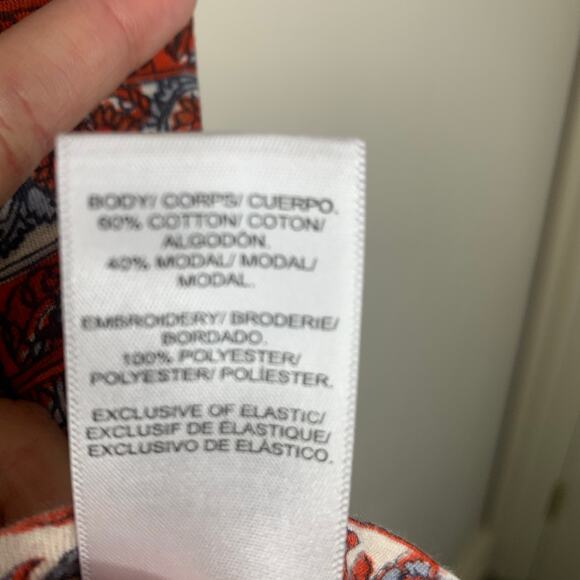 BODY/ CORPS/ CUERPO.
60% COTTON/ COTON/
ALGODÓN.
40% MODAL/ MODAL/
MODAL.
EMBROIDERY/ BRODERIE/
BORDADO.
100% POLYESTER/
POLYESTER/ POLÍESTER.
EXCLUSIVE OF ELASTIC/
EXCLUSIF DE ÉLASTIQUE/
EXCLUSIVO DE ELÁSTICO.